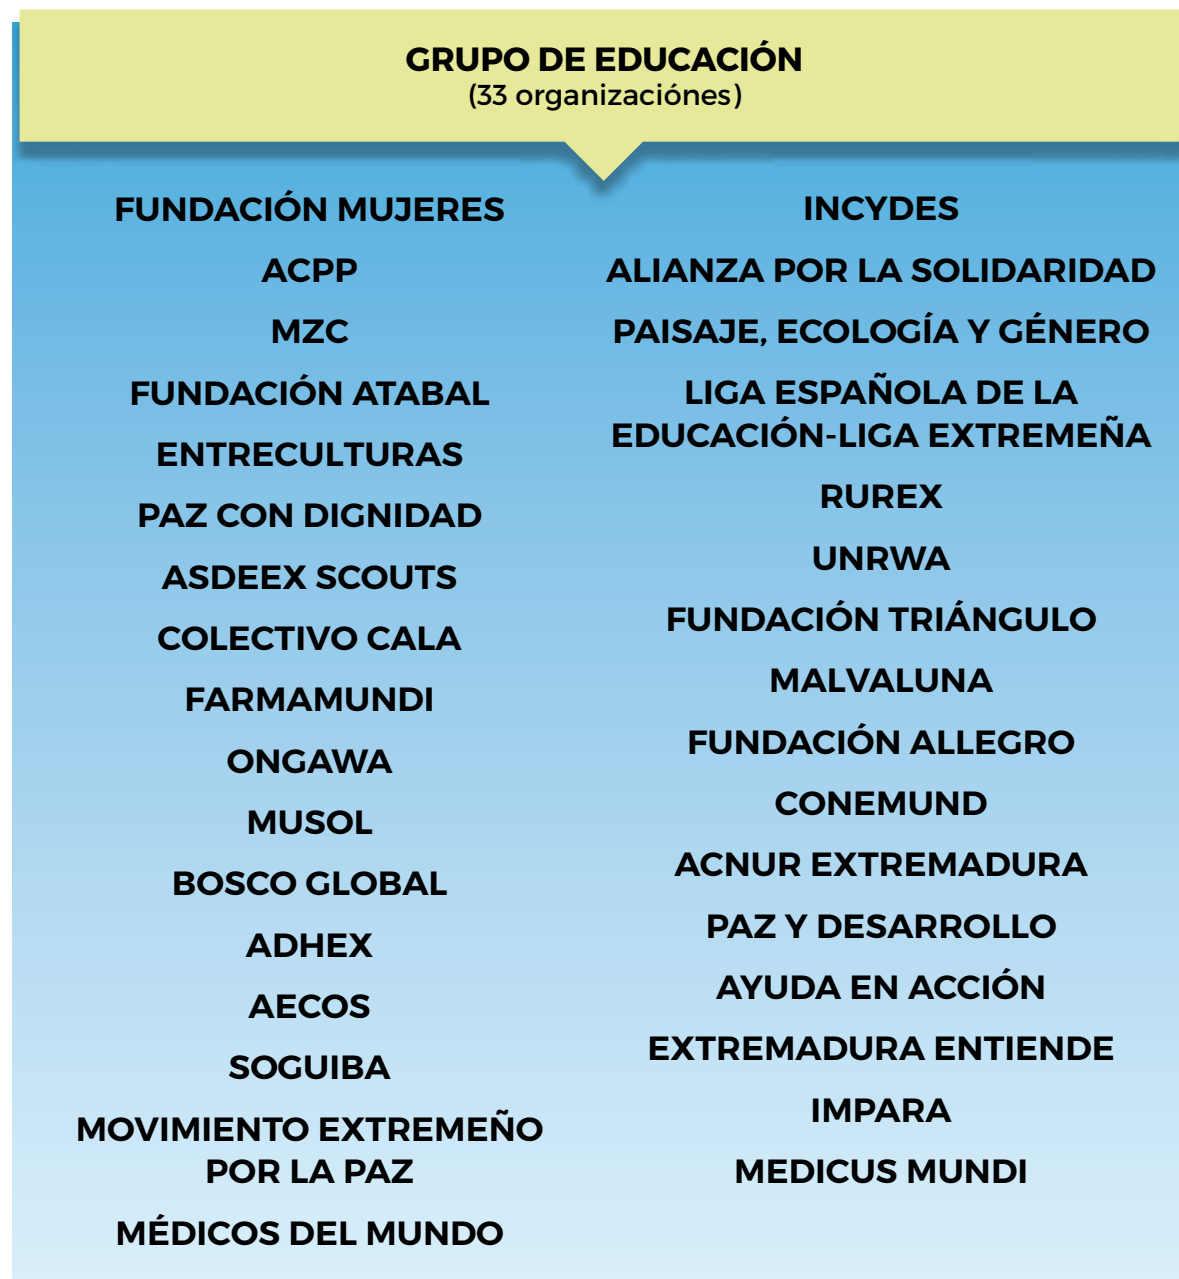 GRUPO DE EDUCACIÓN
(33 organizaciónes)
FUNDACIÓN MUJERES
ACPP
MZC
FUNDACIÓN ATABAL
ENTRECULTURAS
PAZ CON DIGNIDAD
ASDEEX SCOUTS
COLECTIVO CALA
FARMAMUNDI
ONGAWA
MUSOL
BOSCO GLOBAL
ADHEX
AECOS
SOGUIBA
MOVIMIENTO EXTREMEÑO
POR LA PAZ
MÉDICOS DEL MUNDO
INCYDES
ALIANZA POR LA SOLIDARIDAD
PAISAJE, ECOLOGÍA Y GÉNERO
LIGA ESPAÑOLA DE LA
EDUCACIÓN-LIGA EXTREMEÑA
RUREX
UNRWA
FUNDACIÓN TRIÁNGULO
MALVALUNA
FUNDACIÓN ALLEGRO
CONEMUND
ACNUR EXTREMADURA
PAZ Y DESARROLLO
AYUDA EN ACCIÓN
EXTREMADURA ENTIENDE
IMPARA
MEDICUS MUNDI